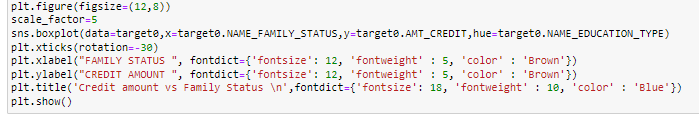 plt.figure(figsize=(12,8))
scale_factor=5
sns.boxplot(data=target0,x=target0.NAME_FAMILY_STATUS,y=target0.AMT_CREDIT,hue=target0.NAME_EDUCATION_TYPE)
plt.xticks(rotation=-30)
plt.xlabel("FAMILY STATUS ", fontdict={'fontsize': 12, 'fontweight' : 5, 'color' : 'Brown'})
plt.ylabel("CREDIT AMOUNT ", fontdict={'fontsize': 12, 'fontweight' : 5, 'color' : 'Brown'})
plt.title('Credit amount vs Family Status \n',fontdict={'fontsize': 18, 'fontweight' : 10, 'color' : 'Blue'})
plt.show()